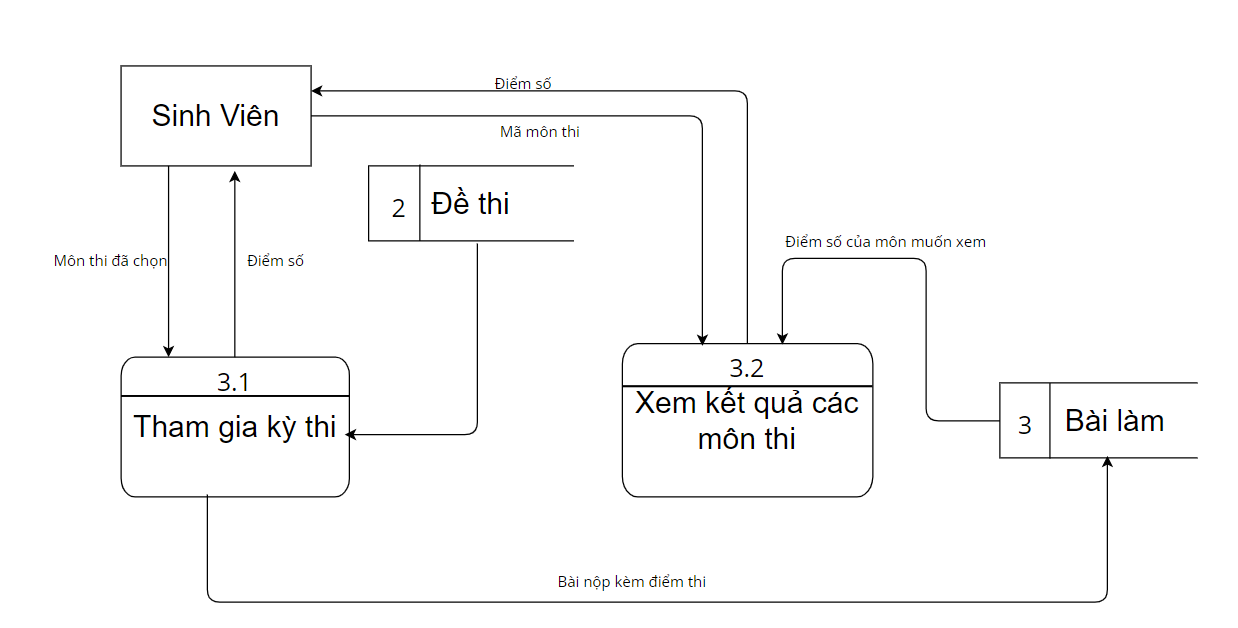 Điểm số
Sinh Viên
Mã môn thi
2
Đề thi
Điểm số của môn muốn xem
Môn thi đã chọn
Điểm số
3.1
Tham gia kỳ thi
3.2
Xem kết quả các
môn thi
3
Bài làm
Bài nộp kèm điểm thi